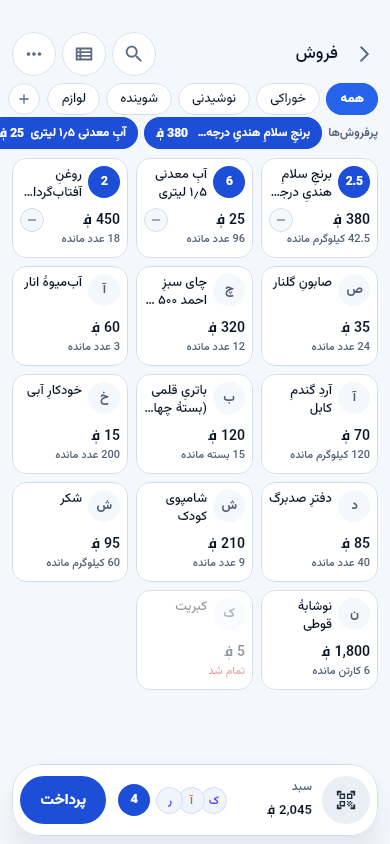 فروش
همه
خوراکی
نوشیدنی
شوینده
لوازم
+
پرفروش‌ها
برنجِ سلامِ هندیِ درجه… 380 ؋
آبِ معدنی ۱٫۵ لیتری 25 ؋
2.5
برنجِ سلامِ
هندیِ درج…
380 ؋
42.5 کیلوگرم مانده
6
آبِ معدنی
۱٫۵ لیتری
25 ؋
96 عدد مانده
2
روغنِ
آفتاب‌گردا…
450 ؋
18 عدد مانده
ص
صابونِ گلنار
35 ؋
24 عدد مانده
چ
چای سبزِ
احمد ۵۰۰ …
320 ؋
12 عدد مانده
آ
آب‌میوهٔ انار
60 ؋
3 عدد مانده
آ
آردِ گندمِ
کابل
70 ؋
120 کیلوگرم مانده
ب
باتریِ قلمی
(بستهٔ چها…
120 ؋
15 بسته مانده
خ
خودکارِ آبی
15 ؋
200 عدد مانده
د
دفترِ صدبرگ
85 ؋
40 عدد مانده
ش
شامپوی
کودک
210 ؋
9 عدد مانده
ش
شکر
95 ؋
60 کیلوگرم مانده
ن
نوشابهٔ
قوطی
1,800 ؋
6 کارتن مانده
ک
کبریت
5 ؋
تمام شد
سبد
2,045 ؋
ک
آ
ر
4
پرداخت